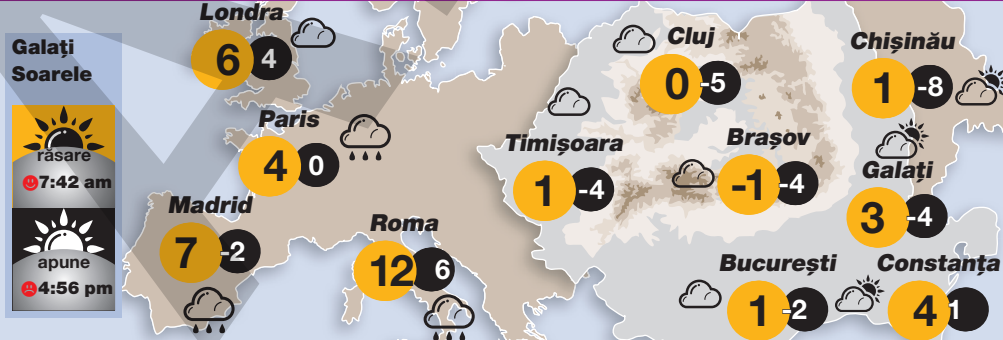 Galați
Soarele
răsare
7:42 am
apune
4:56 pm
Londra
6 4
Paris
4 0
Madrid
7 -2
Roma
12 6
Timișoara
1 -4
Cluj
0 -5
Brașov
-1 -4
București
1 -2
Chișinău
1 -8
Galați
3 -4
Constanța
4 1